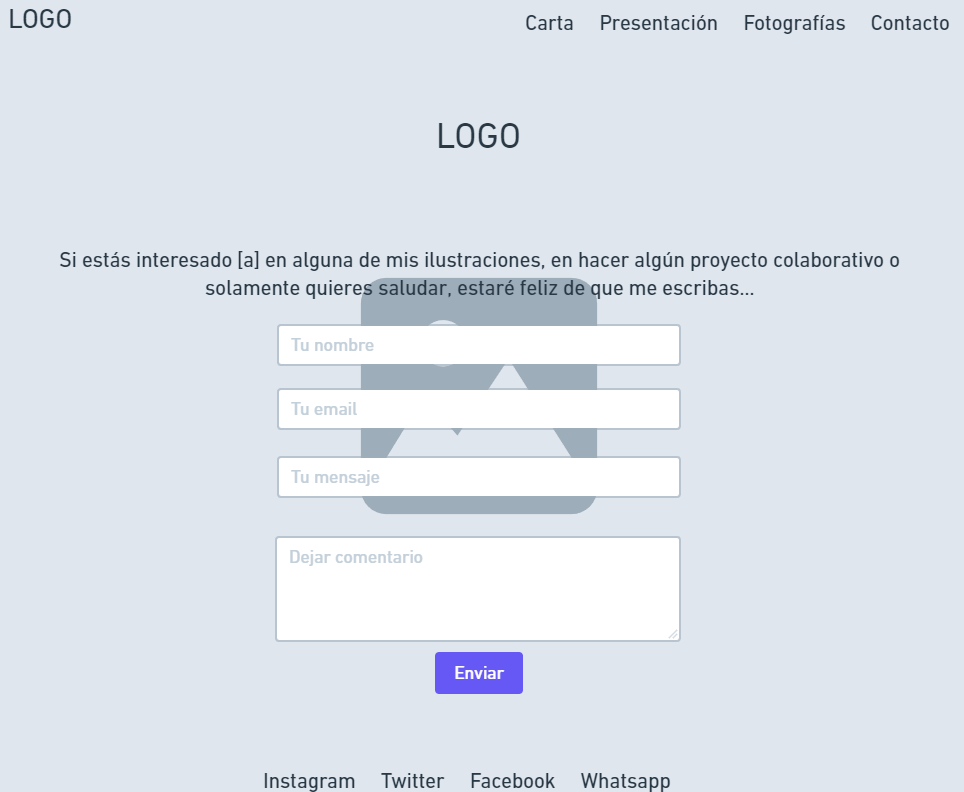 LOGO
Carta Presentación Fotografías Contacto
LOGO
Si estás interesado [a] en alguna de mis ilustraciones, en hacer algún proyecto colaborativo o
solamente quieres saludar, estaré feliz de que me escribas...
Tu nombre
Tu email
Tu mensaje
Dejar comentario
Enviar
Instagram Twitter Facebook Whatsapp